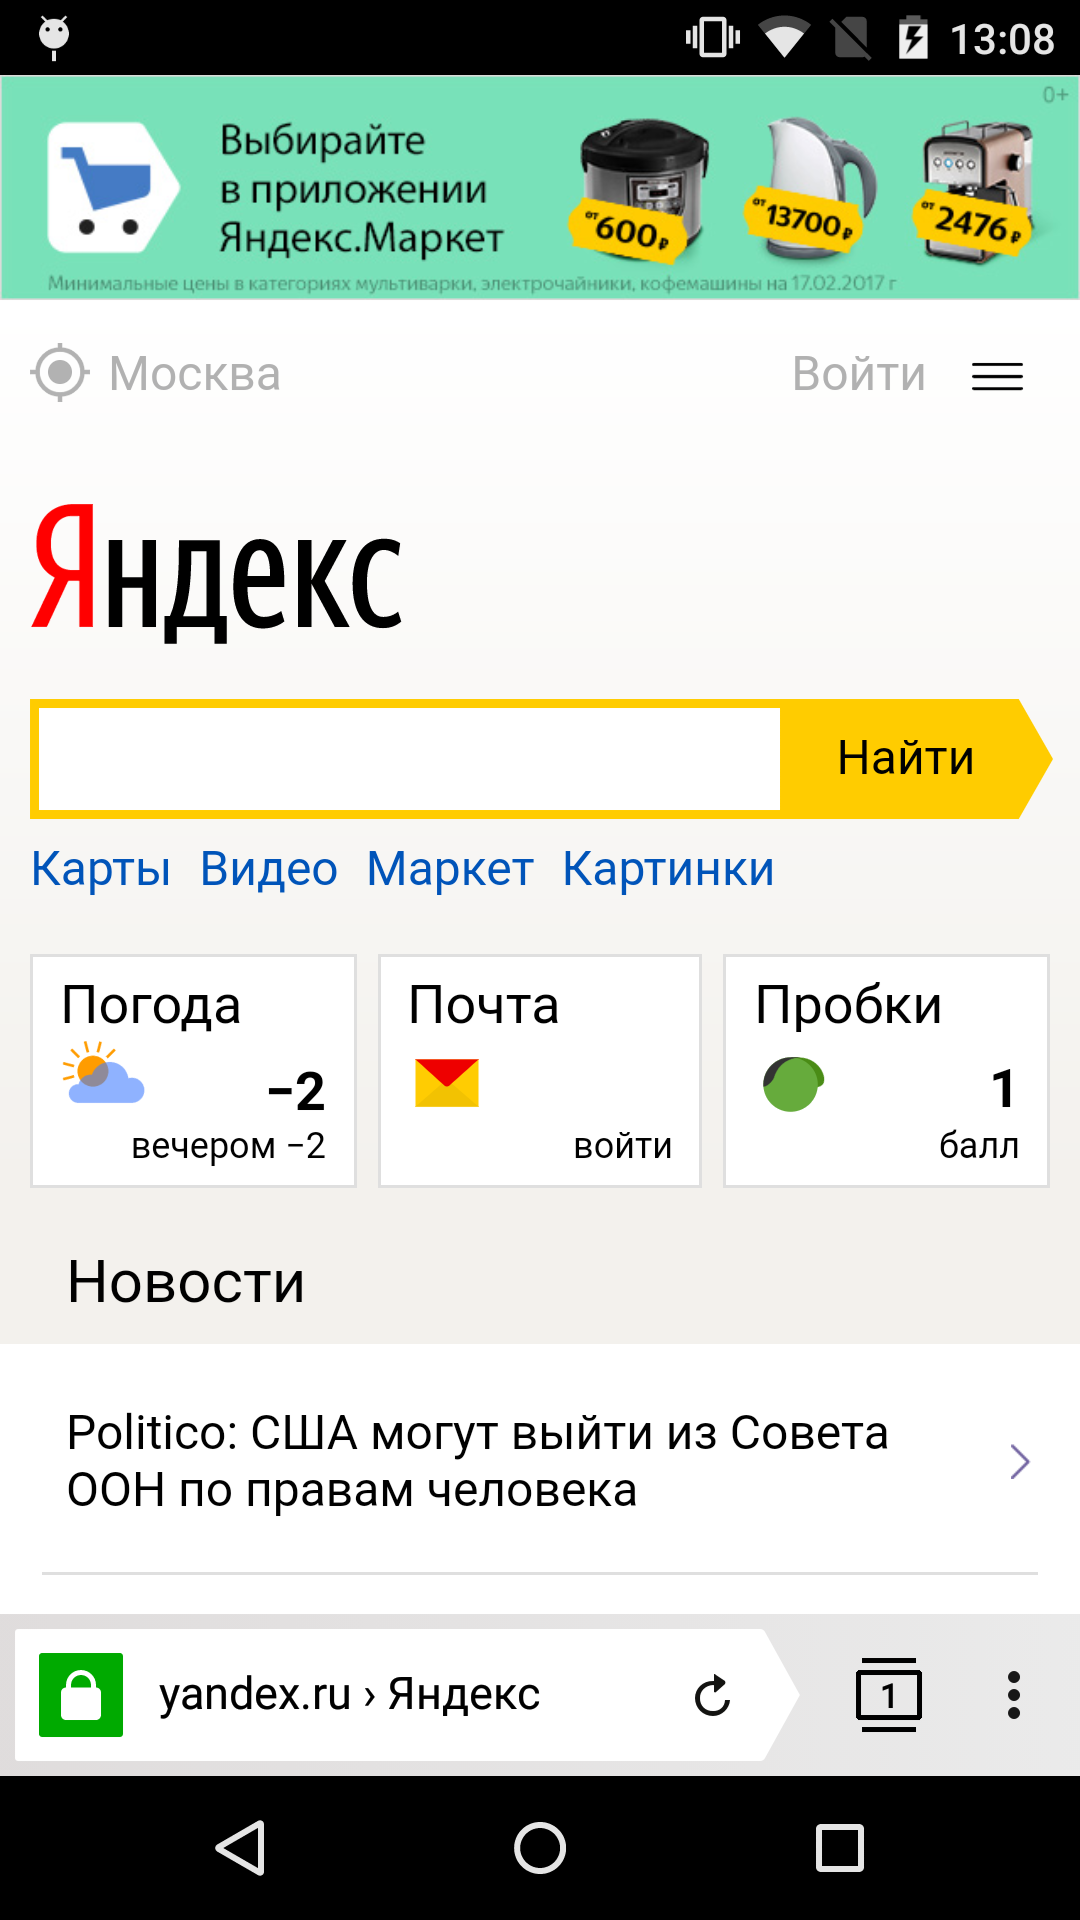 13:08
0+
Выбирайте
в приложении
Яндекс.Маркет
от 600 ₽
от 13700 ₽
от 2476 ₽
Минимальные цены в категориях мультиварки, электрочайники, кофемашины на 17.02.2017 г
Москва Войти
Яндекс
Найти
Карты Видео Маркет Картинки
Погода
−2
вечером −2
Почта
войти
Пробки
1
балл
Новости
Politico: США могут выйти из Совета
ООН по правам человека
yandex.ru › Яндекс
1